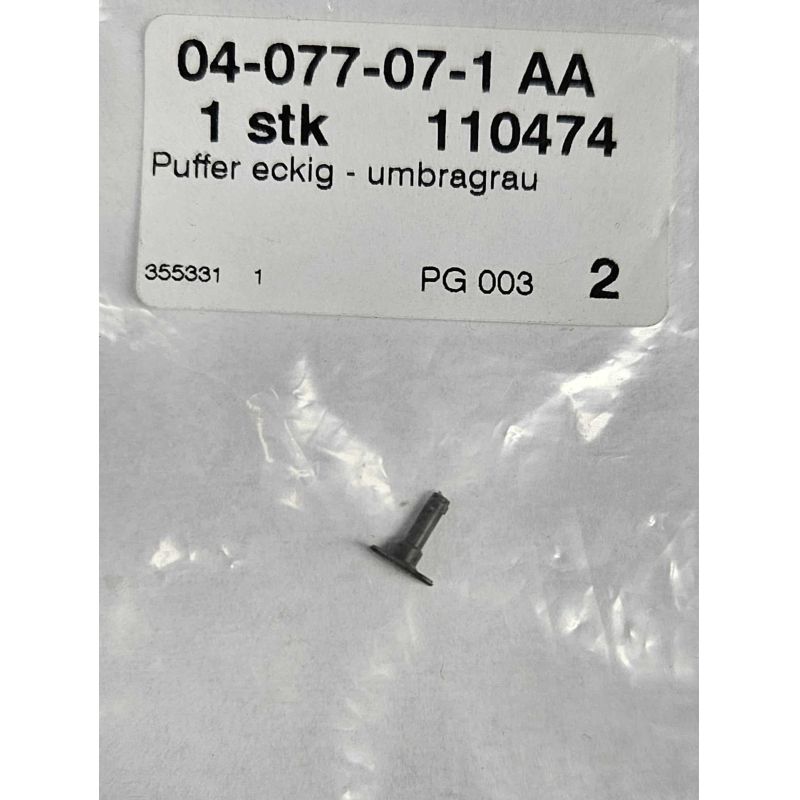 04-077-07-1 AA
1 stk 110474
Puffer eckig - umbragrau
355331 1 PG 003 2